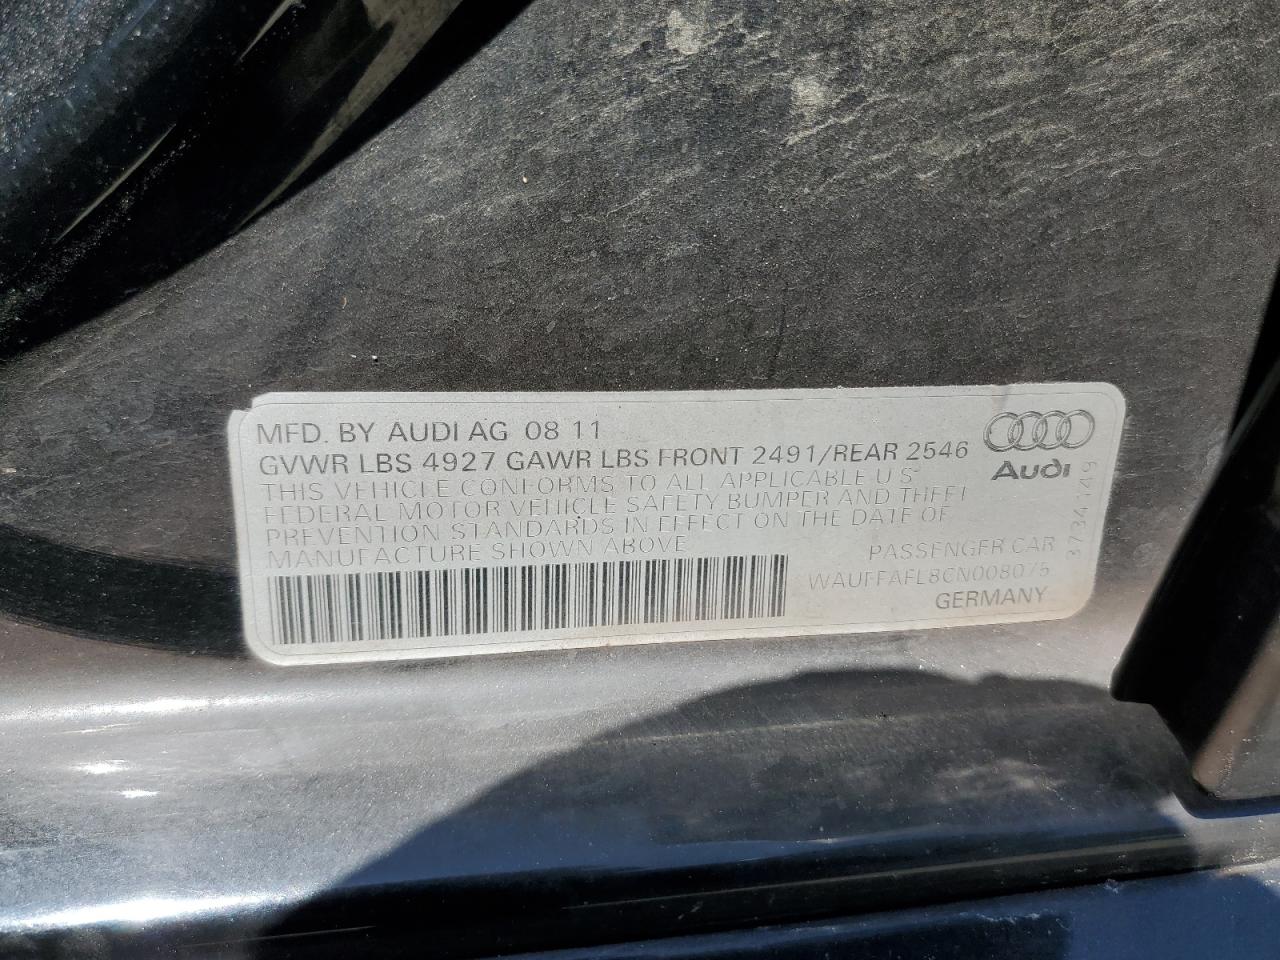 MFD. BY AUDI AG 08 11
GVWR LBS 4927 GAWR LBS FRONT 2491/REAR 2546
THIS VEHICLE CONFORMS TO ALL APPLICABLE U S
FEDERAL MOTOR VEHICLE SAFETY BUMPER AND THEFT
PREVENTION STANDARDS IN EFFECT ON THE DATE OF
MANUFACTURE SHOWN ABOVE
Audi
PASSENGER CAR
WAUFFAFL8CN008075
GERMANY
3734149